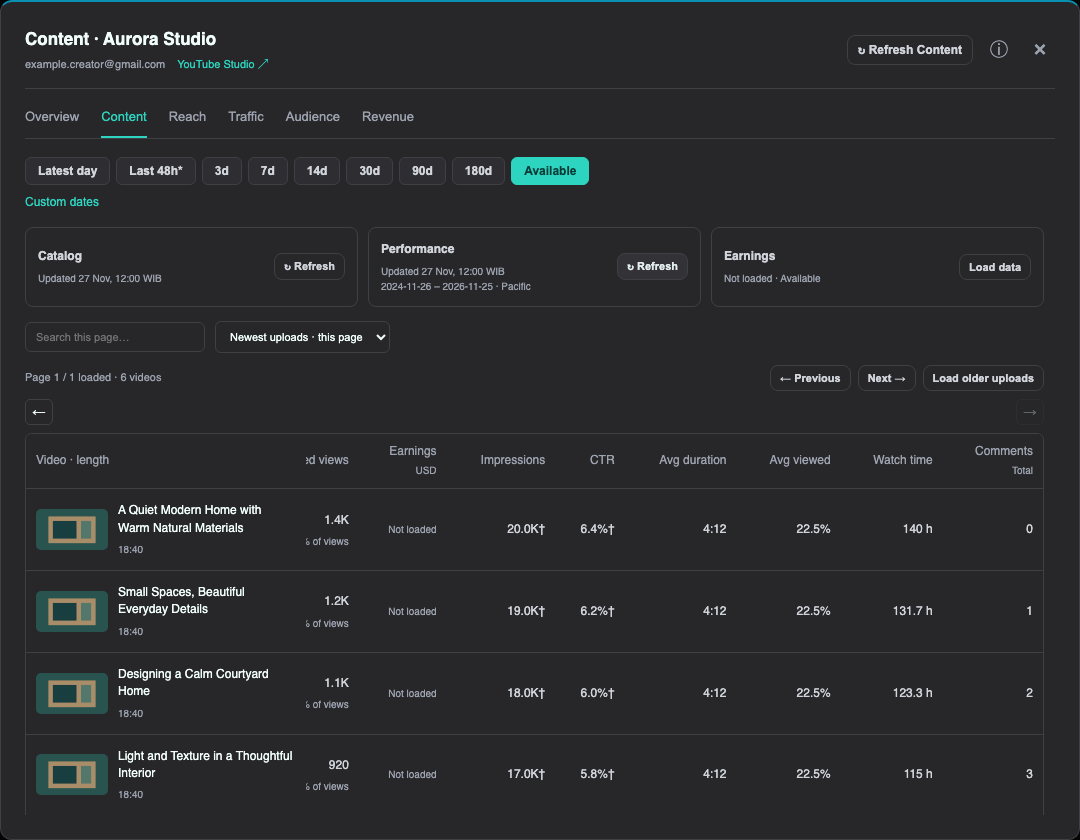 Content · Aurora Studio
example.creator@gmail.com YouTube Studio ↗
↻ Refresh Content ⓘ ×
Overview Content Reach Traffic Audience Revenue
Latest day Last 48h* 3d 7d 14d 30d 90d 180d Available
Custom dates
Catalog
Updated 27 Nov, 12:00 WIB
↻ Refresh
Performance
Updated 27 Nov, 12:00 WIB
2024-11-26 – 2026-11-25 · Pacific
↻ Refresh
Earnings
Not loaded · Available
Load data
Search this page…
Newest uploads · this page
Page 1 / 1 loaded · 6 videos
← Previous Next → Load older uploads
← →
Video · length views Earnings USD Impressions CTR Avg duration Avg viewed Watch time Comments Total
A Quiet Modern Home with
Warm Natural Materials
18:40
1.4K
% of views
Not loaded 20.0K† 6.4%† 4:12 22.5% 140 h 0
Small Spaces, Beautiful
Everyday Details
18:40
1.2K
% of views
Not loaded 19.0K† 6.2%† 4:12 22.5% 131.7 h 1
Designing a Calm Courtyard
Home
18:40
1.1K
% of views
Not loaded 18.0K† 6.0%† 4:12 22.5% 123.3 h 2
Light and Texture in a Thoughtful
Interior
18:40
920
% of views
Not loaded 17.0K† 5.8%† 4:12 22.5% 115 h 3